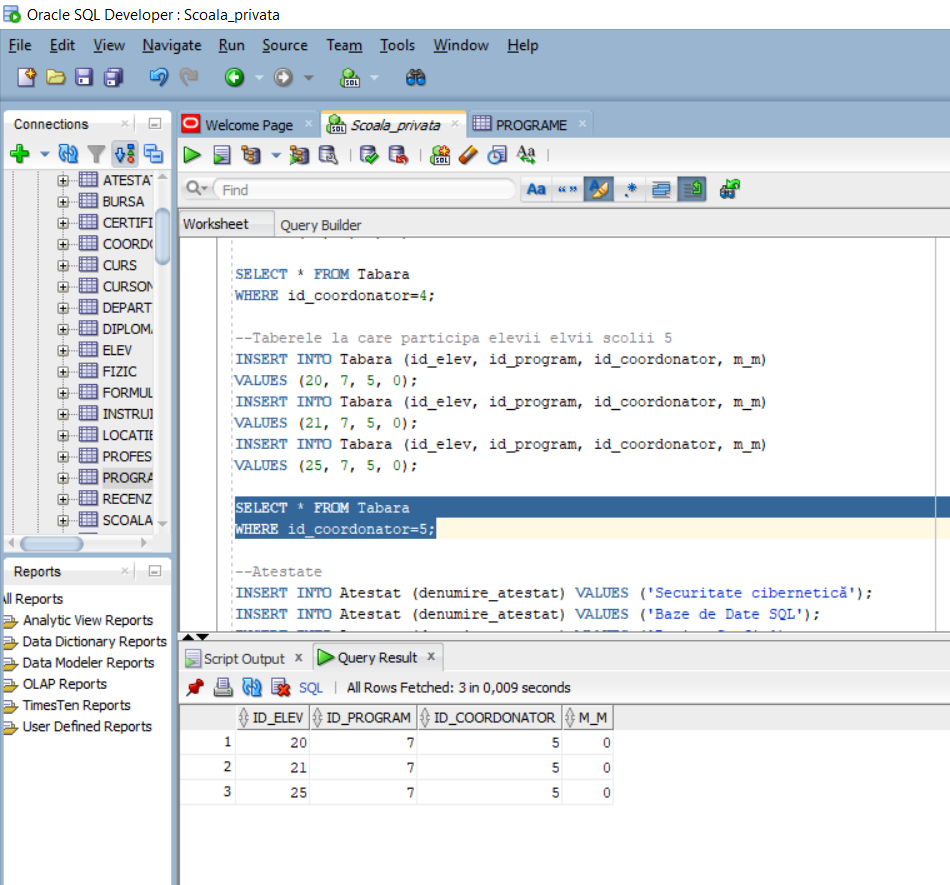 Oracle SQL Developer : Scoala_privata
File Edit View Navigate Run Source Team Tools Window Help
Connections
Welcome Page
Scoala_privata
PROGRAME
ATESTAT
BURSA
CERTIFI
COORDO
CURS
CURSON
DEPART
DIPLOM
ELEV
FIZIC
FORMUL
INSTRUI
LOCATIE
PROFES
PROGRA
RECENZ
SCOALA
Find
Aa “ ” .*
Worksheet
Query Builder
SELECT * FROM Tabara
WHERE id_coordonator=4;
--Taberele la care participa elevii elvii scolii 5
INSERT INTO Tabara (id_elev, id_program, id_coordonator, m_m)
VALUES (20, 7, 5, 0);
INSERT INTO Tabara (id_elev, id_program, id_coordonator, m_m)
VALUES (21, 7, 5, 0);
INSERT INTO Tabara (id_elev, id_program, id_coordonator, m_m)
VALUES (25, 7, 5, 0);
SELECT * FROM Tabara
WHERE id_coordonator=5;
--Atestate
INSERT INTO Atestat (denumire_atestat) VALUES ('Securitate cibernetică');
INSERT INTO Atestat (denumire_atestat) VALUES ('Baze de Date SQL');
Reports
All Reports
Analytic View Reports
Data Dictionary Reports
Data Modeler Reports
OLAP Reports
TimesTen Reports
User Defined Reports
Script Output
Query Result
SQL | All Rows Fetched: 3 in 0,009 seconds
ID_ELEV ID_PROGRAM ID_COORDONATOR M_M
1 20 7 5 0
2 21 7 5 0
3 25 7 5 0